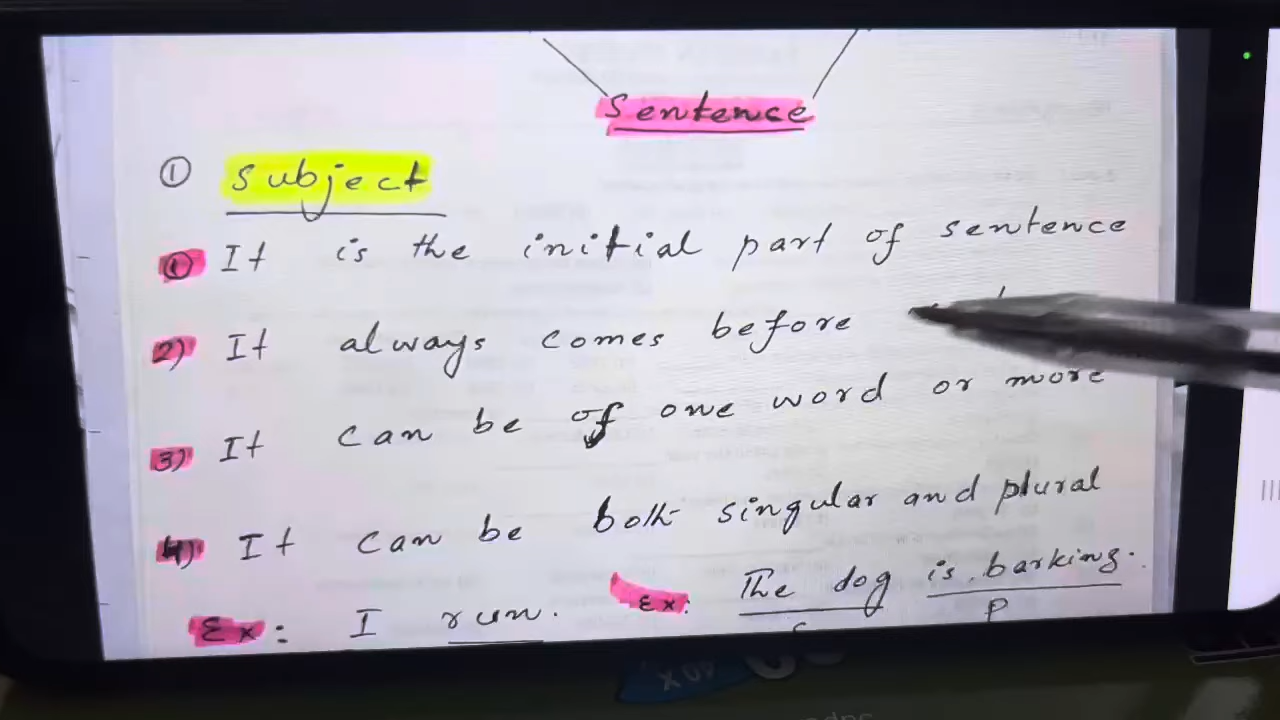 Sentence
① Subject
① It is the initial part of sentence
2) It always comes before
3) It can be of one word or more
4) It can be both singular and plural
Ex: I run. Ex: The dog is barking.
S P
40 X